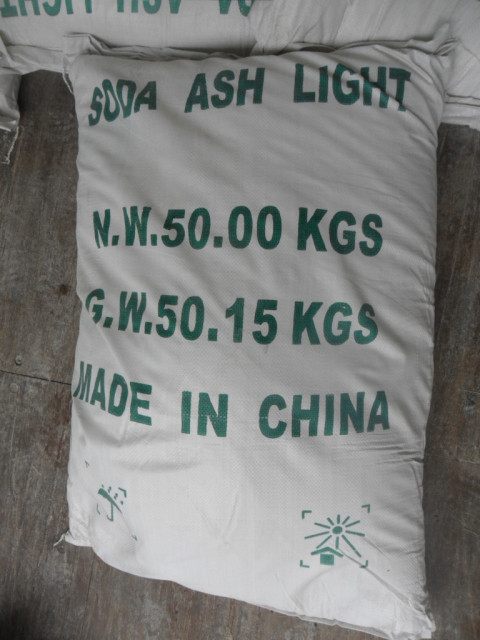 SODA ASH LIGHT
N.W.50.00 KGS
G.W.50.15 KGS
MADE IN CHINA